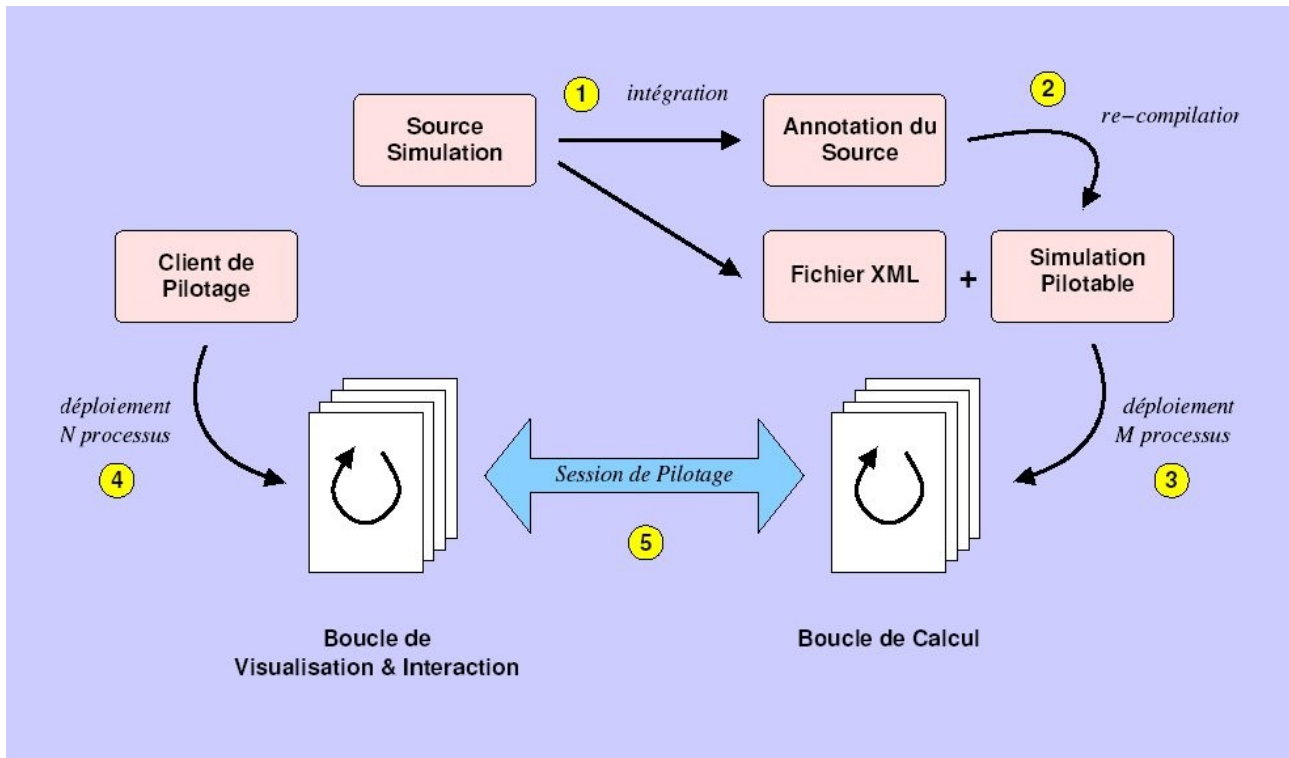 1
intégration
2
re-compilation
Source
Simulation
Annotation du
Source
Client de
Pilotage
Fichier XML
+
Simulation
Pilotable
déploiement
N processus
4
Session de Pilotage
5
déploiement
M processus
3
Boucle de
Visualisation & Interaction
Boucle de Calcul